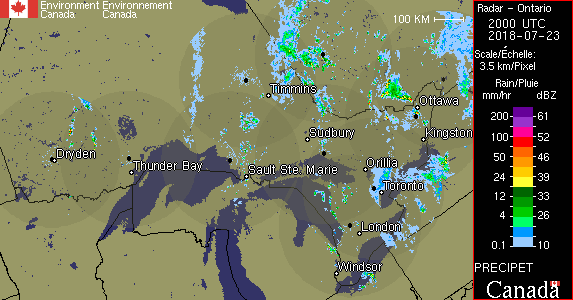 Environment Environnement
Canada Canada
100 KM
Timmins
Ottawa
Sudbury
Kingston
Dryden
Thunder Bay
Sault Ste. Marie
Orillia
Toronto
London
Windsor
Radar - Ontario
2000 UTC
2018-07-23
Scale/Échelle:
3.5 km/Pixel
Rain/Pluie
mm/hr dBZ
200 61
100 52
50 46
24 39
12 33
4 26
0.1 10
PRECIPET
Canada